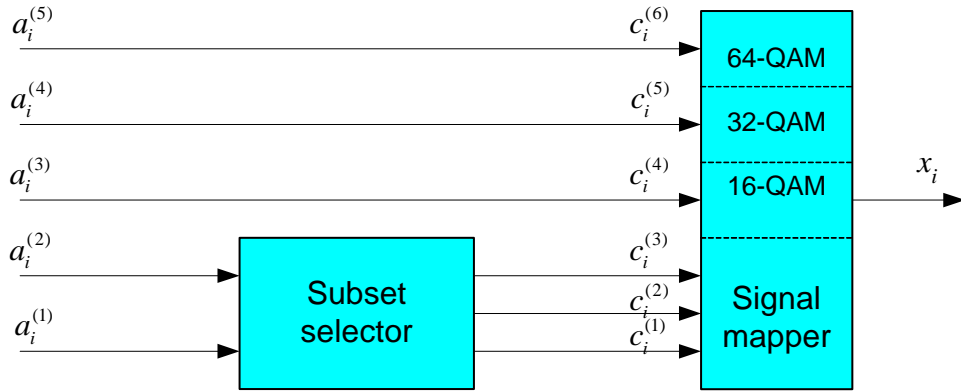 a_i^{(5)} c_i^{(6)}
64-QAM
a_i^{(4)} c_i^{(5)}
32-QAM
a_i^{(3)} c_i^{(4)}
16-QAM
x_i
a_i^{(2)} c_i^{(3)}
Subset
selector
c_i^{(2)}
Signal
mapper
a_i^{(1)} c_i^{(1)}